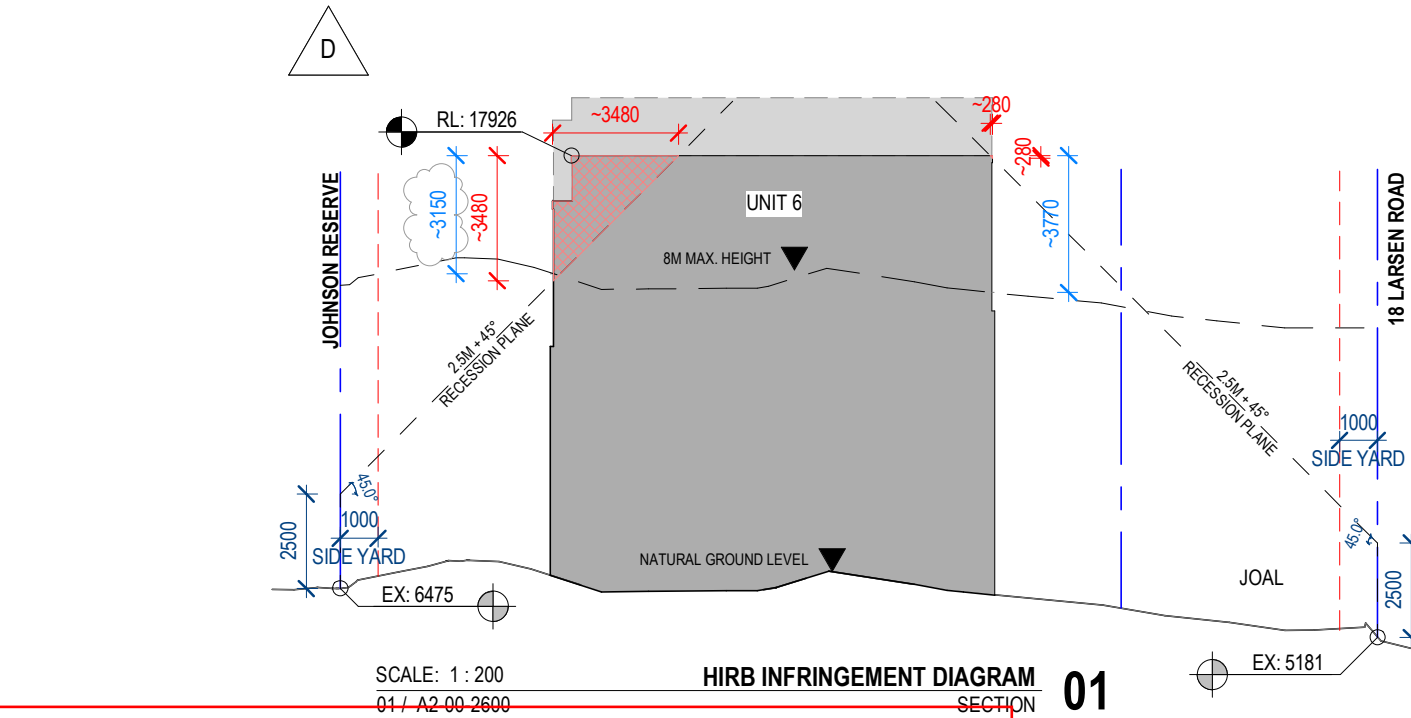 D
RL: 17926
~3480
~280
~280
JOHNSON RESERVE
~3150
~3480
UNIT 6
~3770
18 LARSEN ROAD
8M MAX. HEIGHT
2.5M + 45°
RECESSION PLANE
2.5M + 45°
RECESSION PLANE
1000
SIDE YARD
45.0°
2500
1000
SIDE YARD
NATURAL GROUND LEVEL
45.0°
JOAL
2500
EX: 6475
EX: 5181
SCALE: 1 : 200
HIRB INFRINGEMENT DIAGRAM
01
01 / A2-00-2600
SECTION